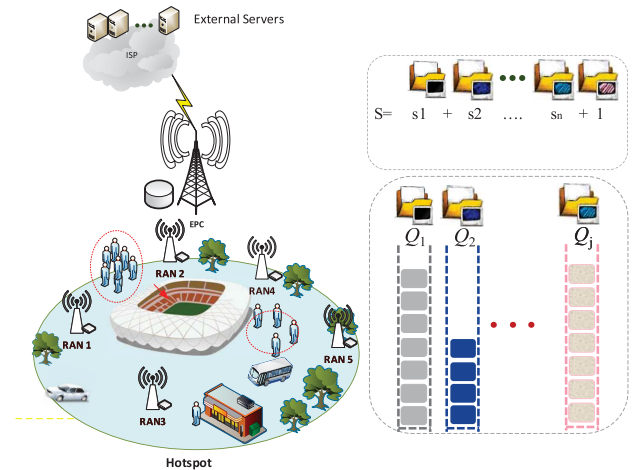 External Servers
ISP
EPC
RAN 2
RAN4
RAN 1
RAN 5
RAN3
Hotspot
S= s1 + s2 .... sn + 1
Q1 Q2 Qj